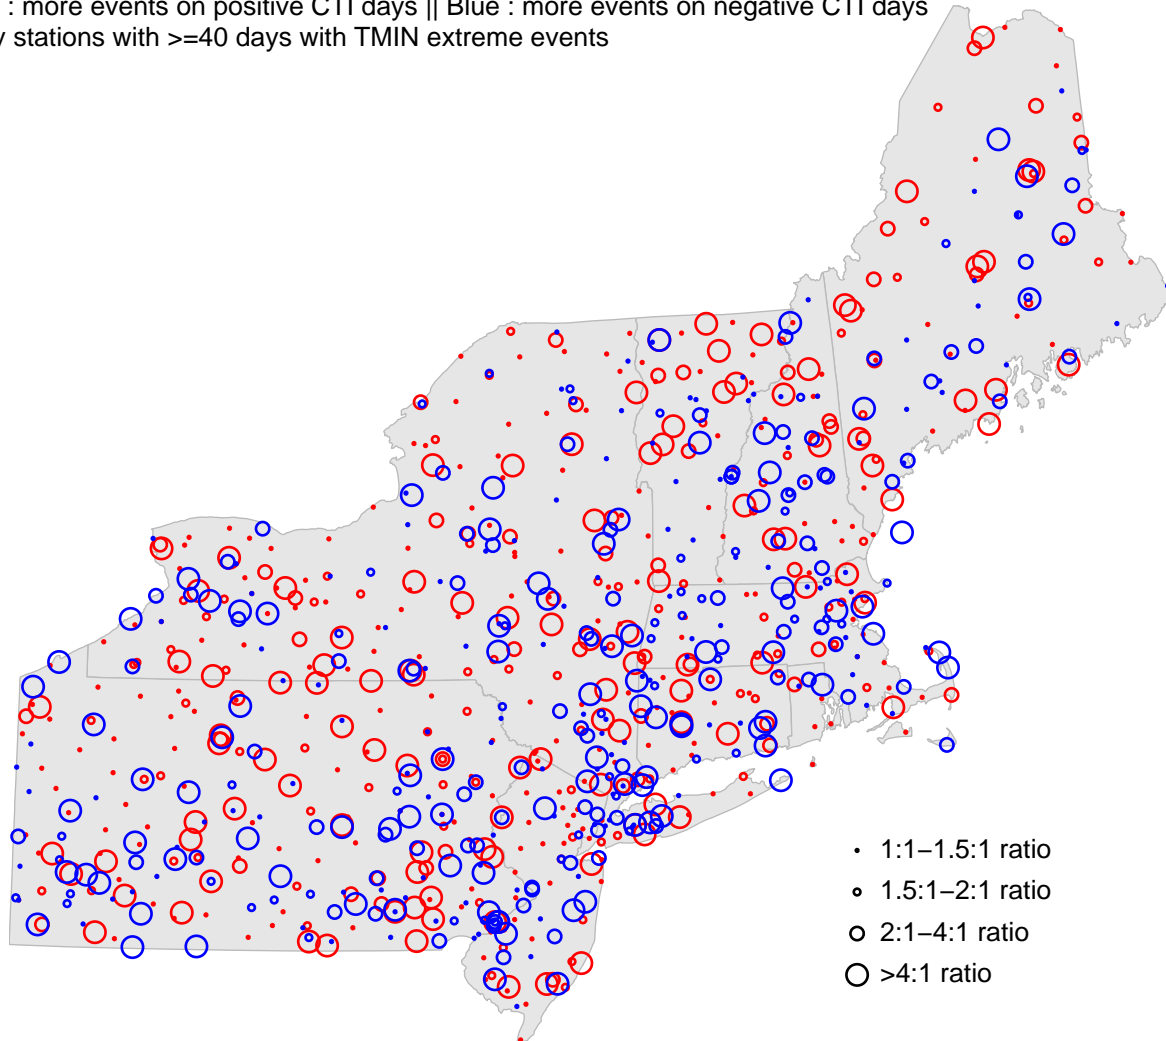 : more events on positive CTI days || Blue : more events on negative CTI days
stations with >=40 days with TMIN extreme events
1:1−1.5:1 ratio
1.5:1−2:1 ratio
2:1−4:1 ratio
>4:1 ratio